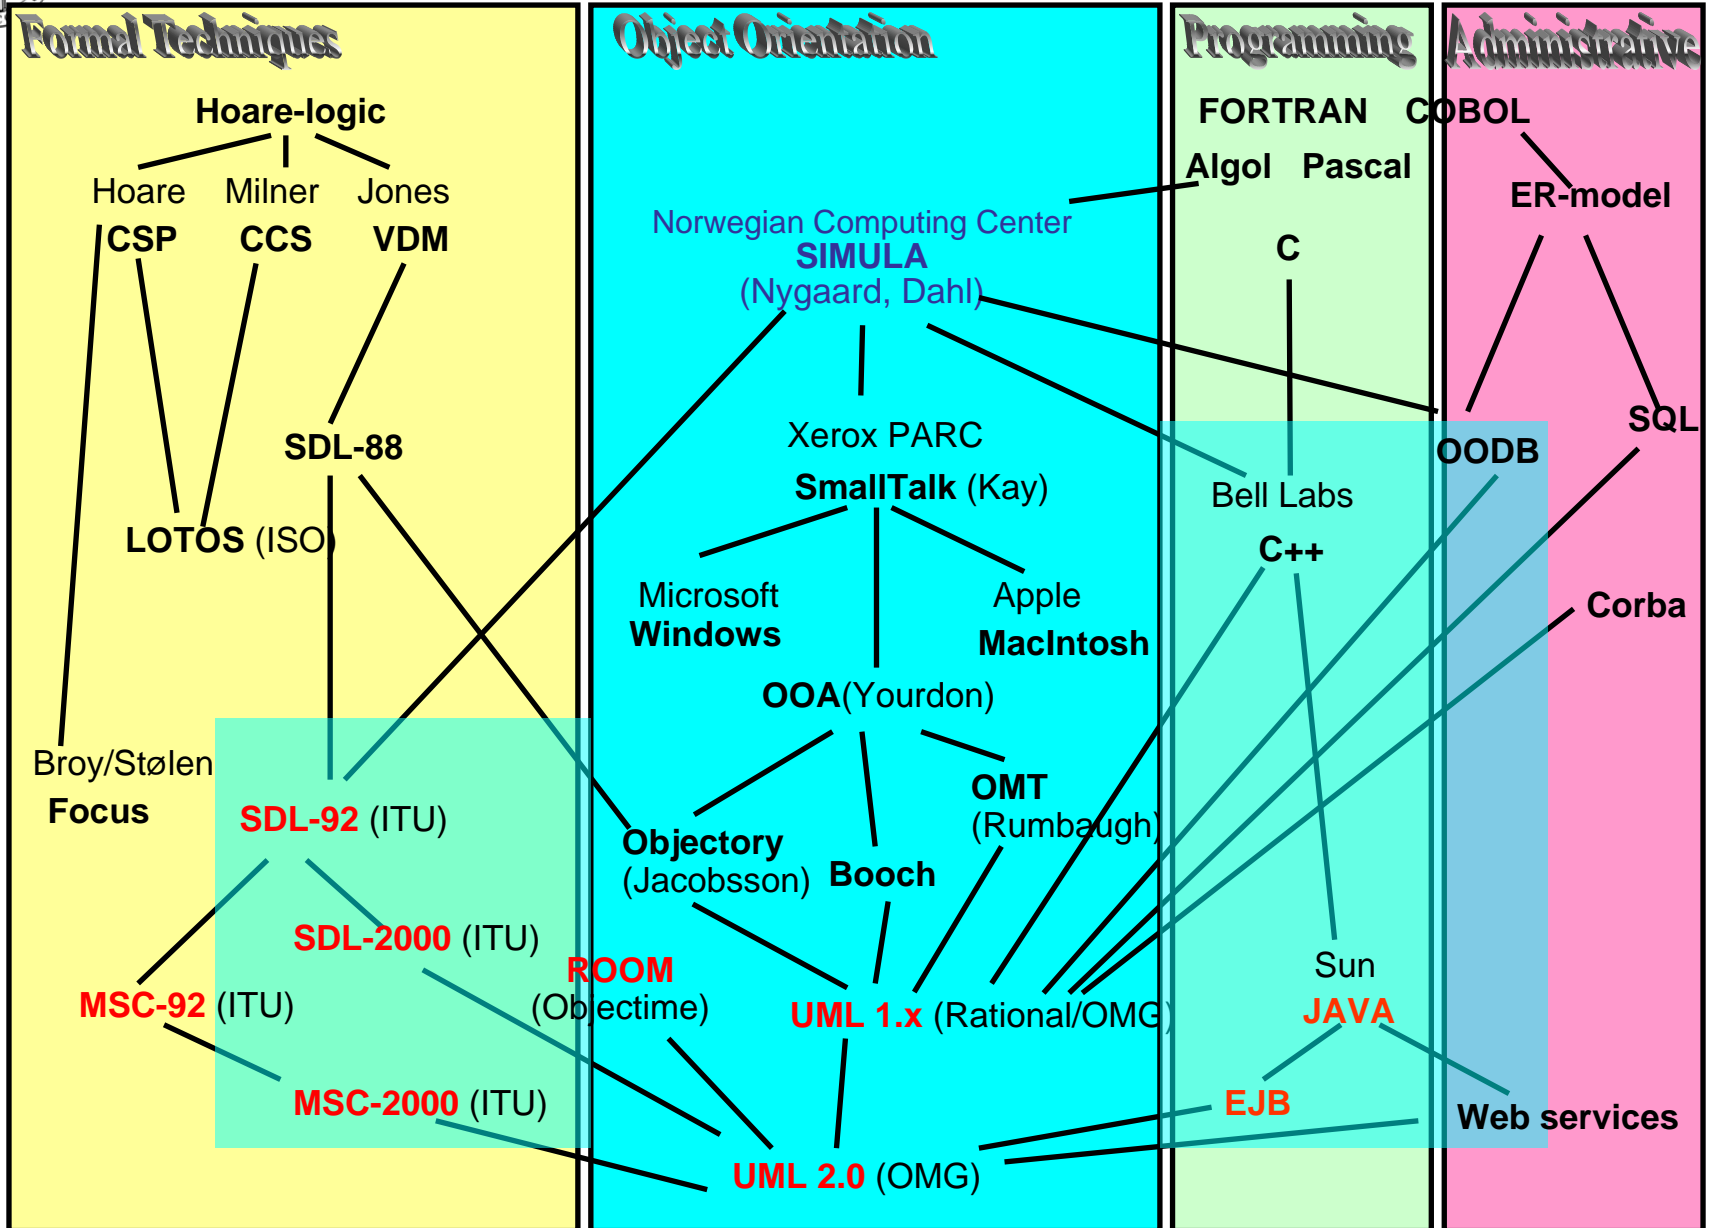 Formal Techniques
Hoare-logic
Hoare Milner Jones
CSP CCS VDM
SDL-88
LOTOS (ISO)
Broy/Stølen
Focus
SDL-92 (ITU)
SDL-2000 (ITU)
MSC-92 (ITU)
MSC-2000 (ITU)
Object Orientation
Norwegian Computing Center
SIMULA
(Nygaard, Dahl)
Xerox PARC
SmallTalk (Kay)
Microsoft
Windows
Apple
MacIntosh
OOA(Yourdon)
OMT
(Rumbaugh)
Objectory
(Jacobsson)
Booch
ROOM
(Objectime)
UML 1.x (Rational/OMG)
UML 2.0 (OMG)
Programming
FORTRAN
Algol Pascal
C
Bell Labs
C++
Sun
JAVA
EJB
Administrative
COBOL
ER-model
SQL
OODB
Corba
Web services